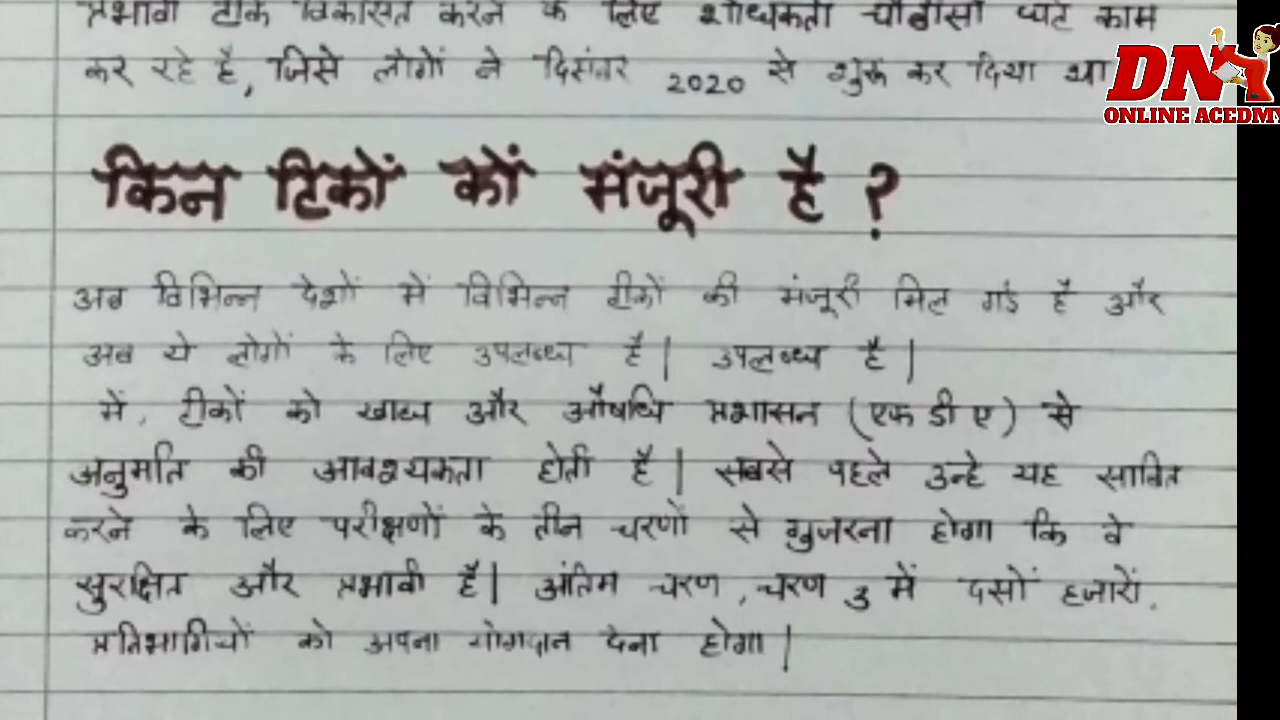 प्रभावी टीके विकसित करने के लिए शोधकर्ता चौबीसों घंटे काम
कर रहे है, जिसे लोगों ने दिसंबर 2020 से शुरू कर दिया था
DN
ONLINE ACEDMY
किन टिकों कों मंजूरी है ?
अब विभिन्न देशों में विभिन्न टीकों की मंजूरी मिल गई है और
अब ये लोगों के लिए उपलब्ध है| उपलब्ध है|
में, टीकों को खाद्य और औषधि प्रशासन (एफ डी ए) से
अनुमति की आवश्यकता होती है| सबसे पहले उन्हे यह साबित
करने के लिए परीक्षणों के तीन चरणों से गुजरना होगा कि वे
सुरक्षित और प्रभावी है| अंतिम चरण, चरण 3 में दसों हजारों.
प्रतिभागियों को अपना योगदान देना होगा|